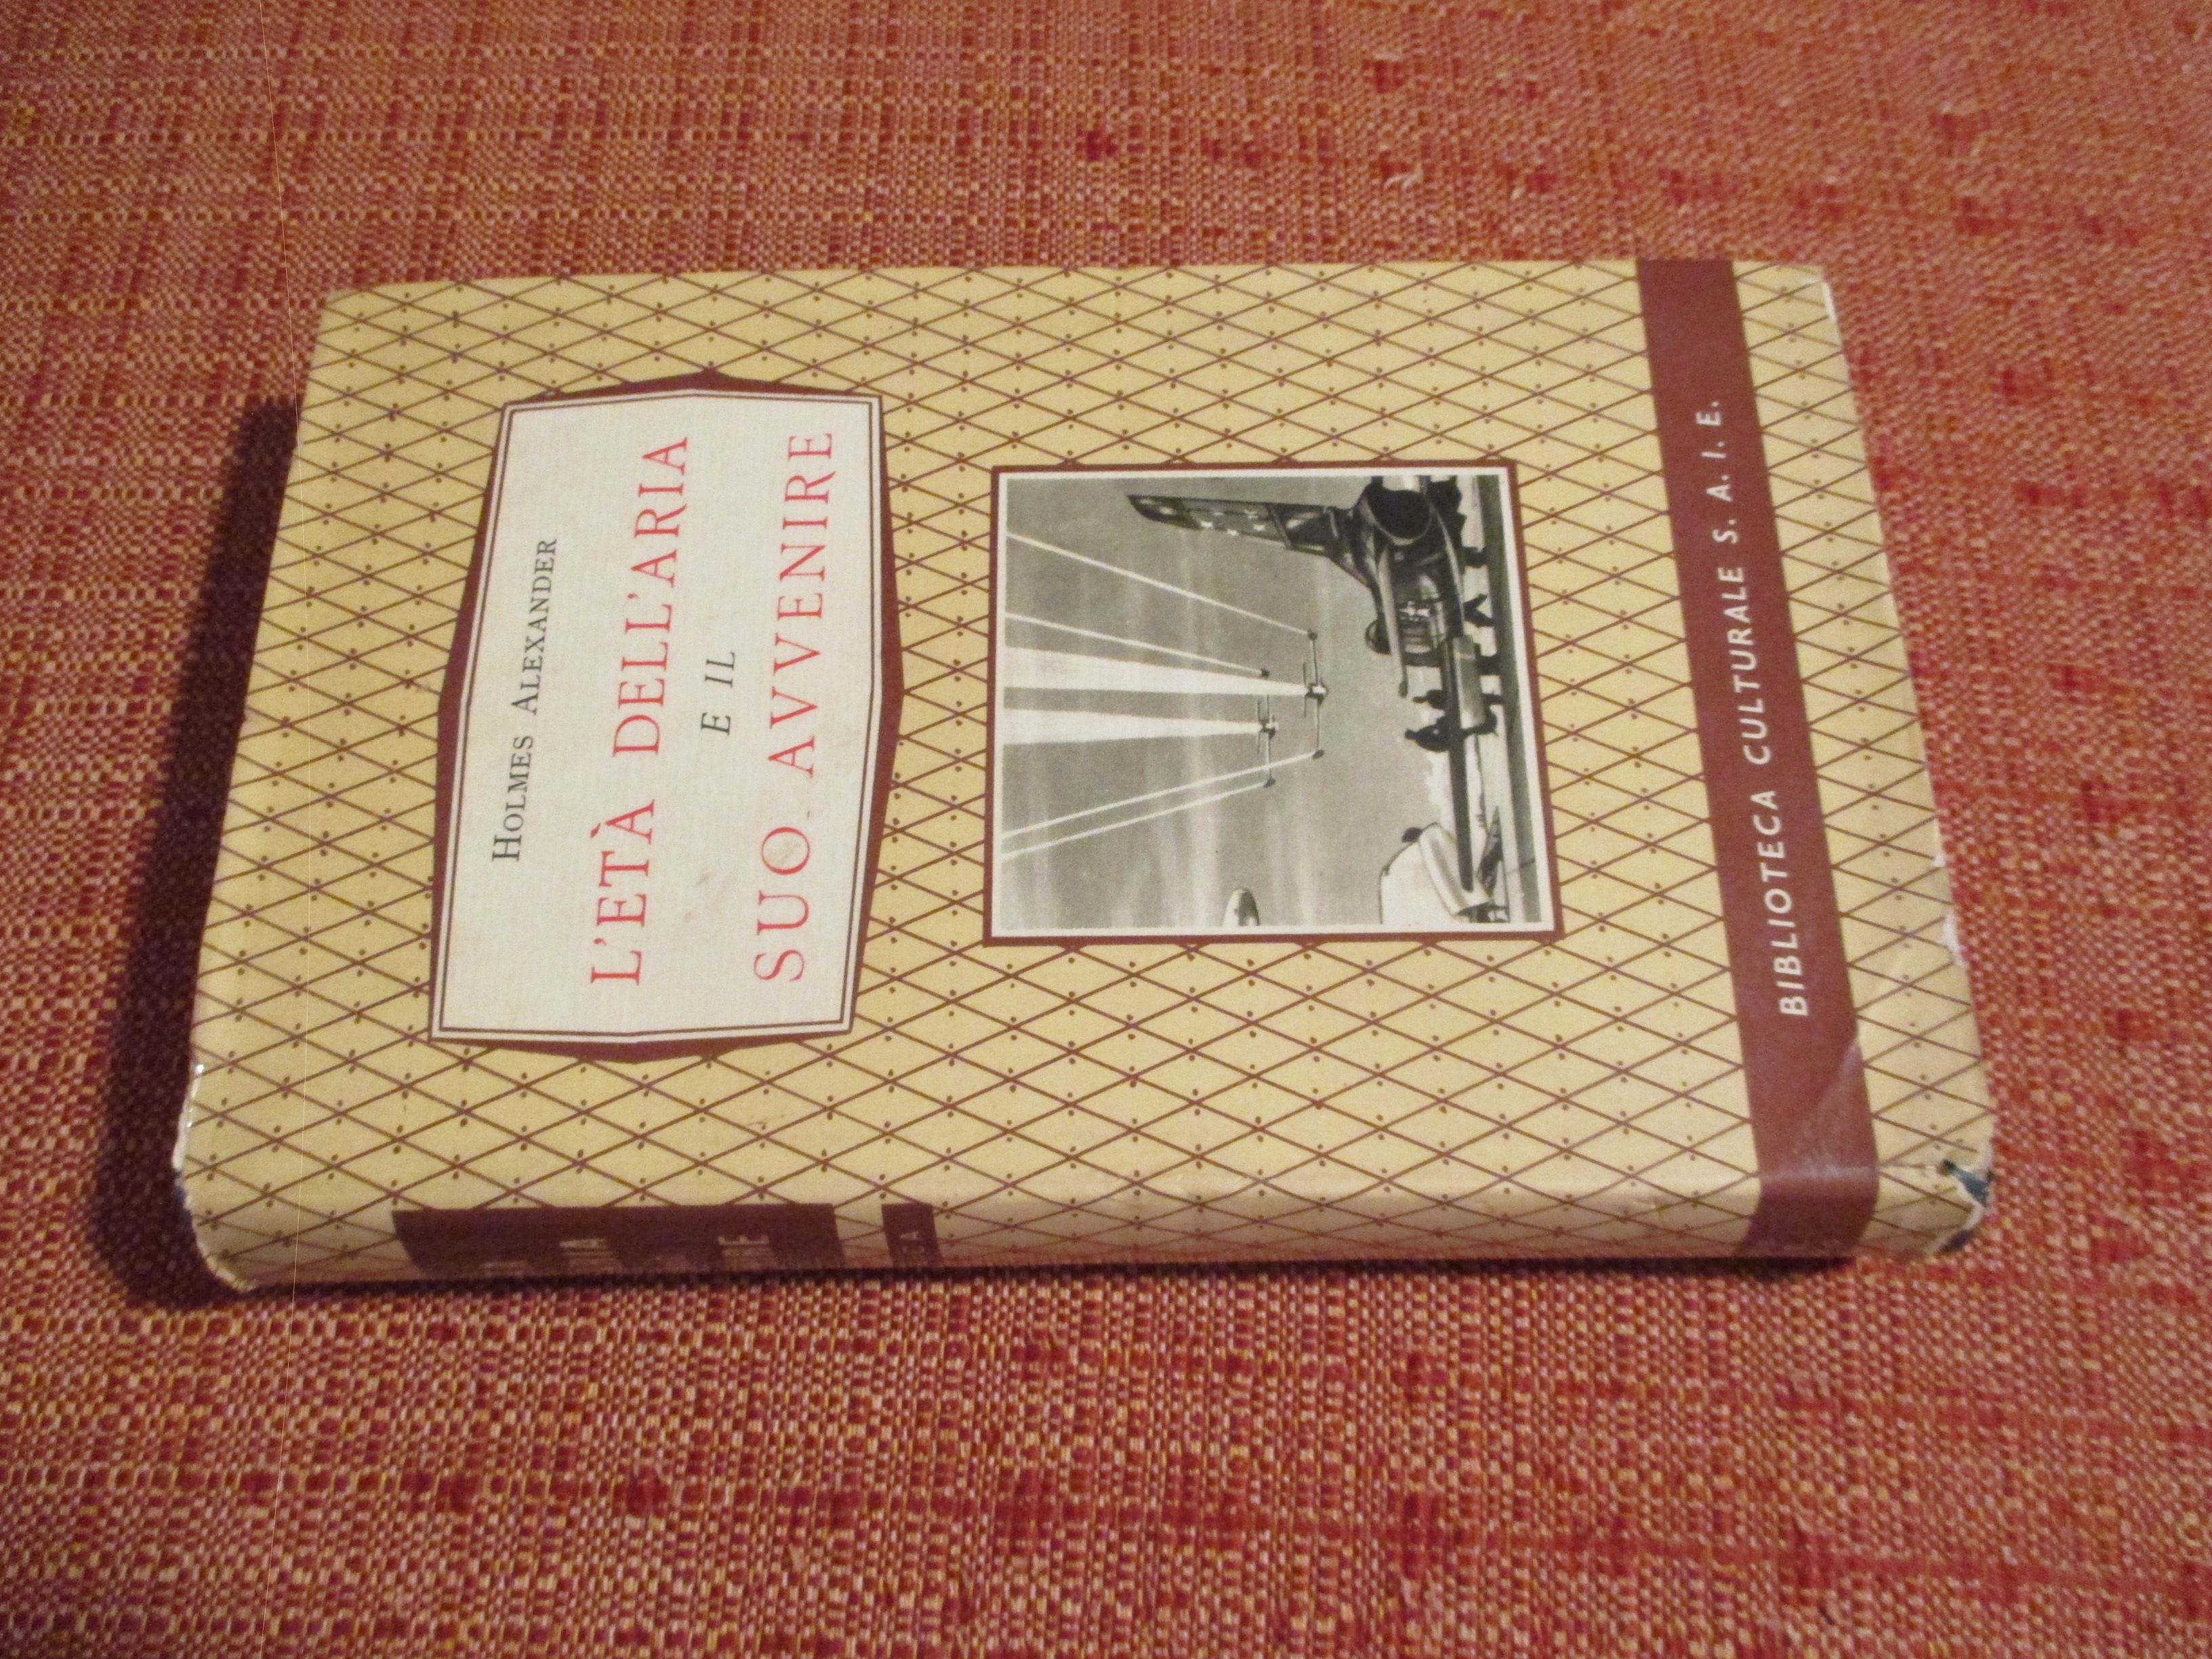 HOLMES ALEXANDER
L'ETÀ DELL'ARIA
E IL
SUO AVVENIRE
BIBLIOTECA CULTURALE S. A. I. E.